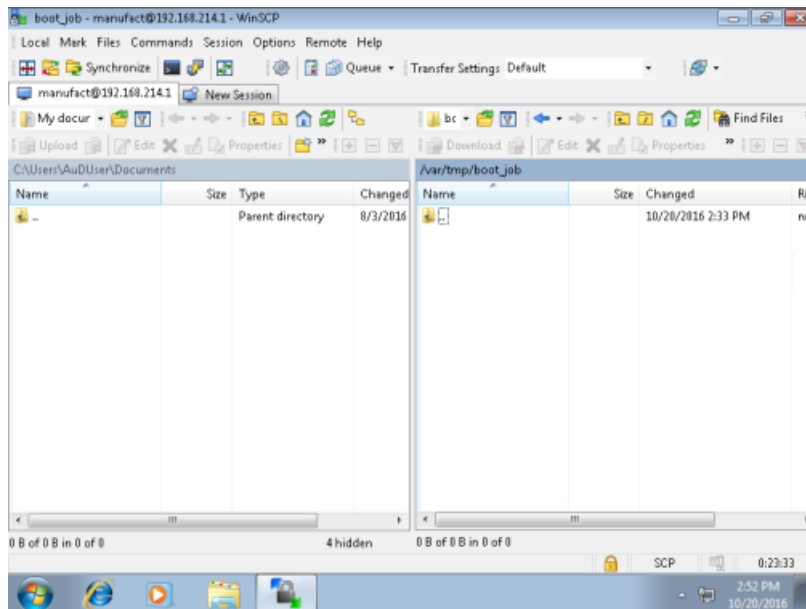 boot_job - manufact@192.168.214.1 - WinSCP
Local Mark Files Commands Session Options Remote Help
Synchronize Queue Transfer Settings Default
manufact@192.168.214.1 New Session
My docur bc Find Files
Upload Edit Properties Download Edit Properties
C:\Users\AuDUser\Documents /var/tmp/boot_job
Name Size Type Changed Name Size Changed
.. Parent directory 8/3/2016 .. 10/20/2016 2:33 PM
0 B of 0 B in 0 of 0 4 hidden 0 B of 0 B in 0 of 0
SCP 0:23:33
2:52 PM
10/20/2016